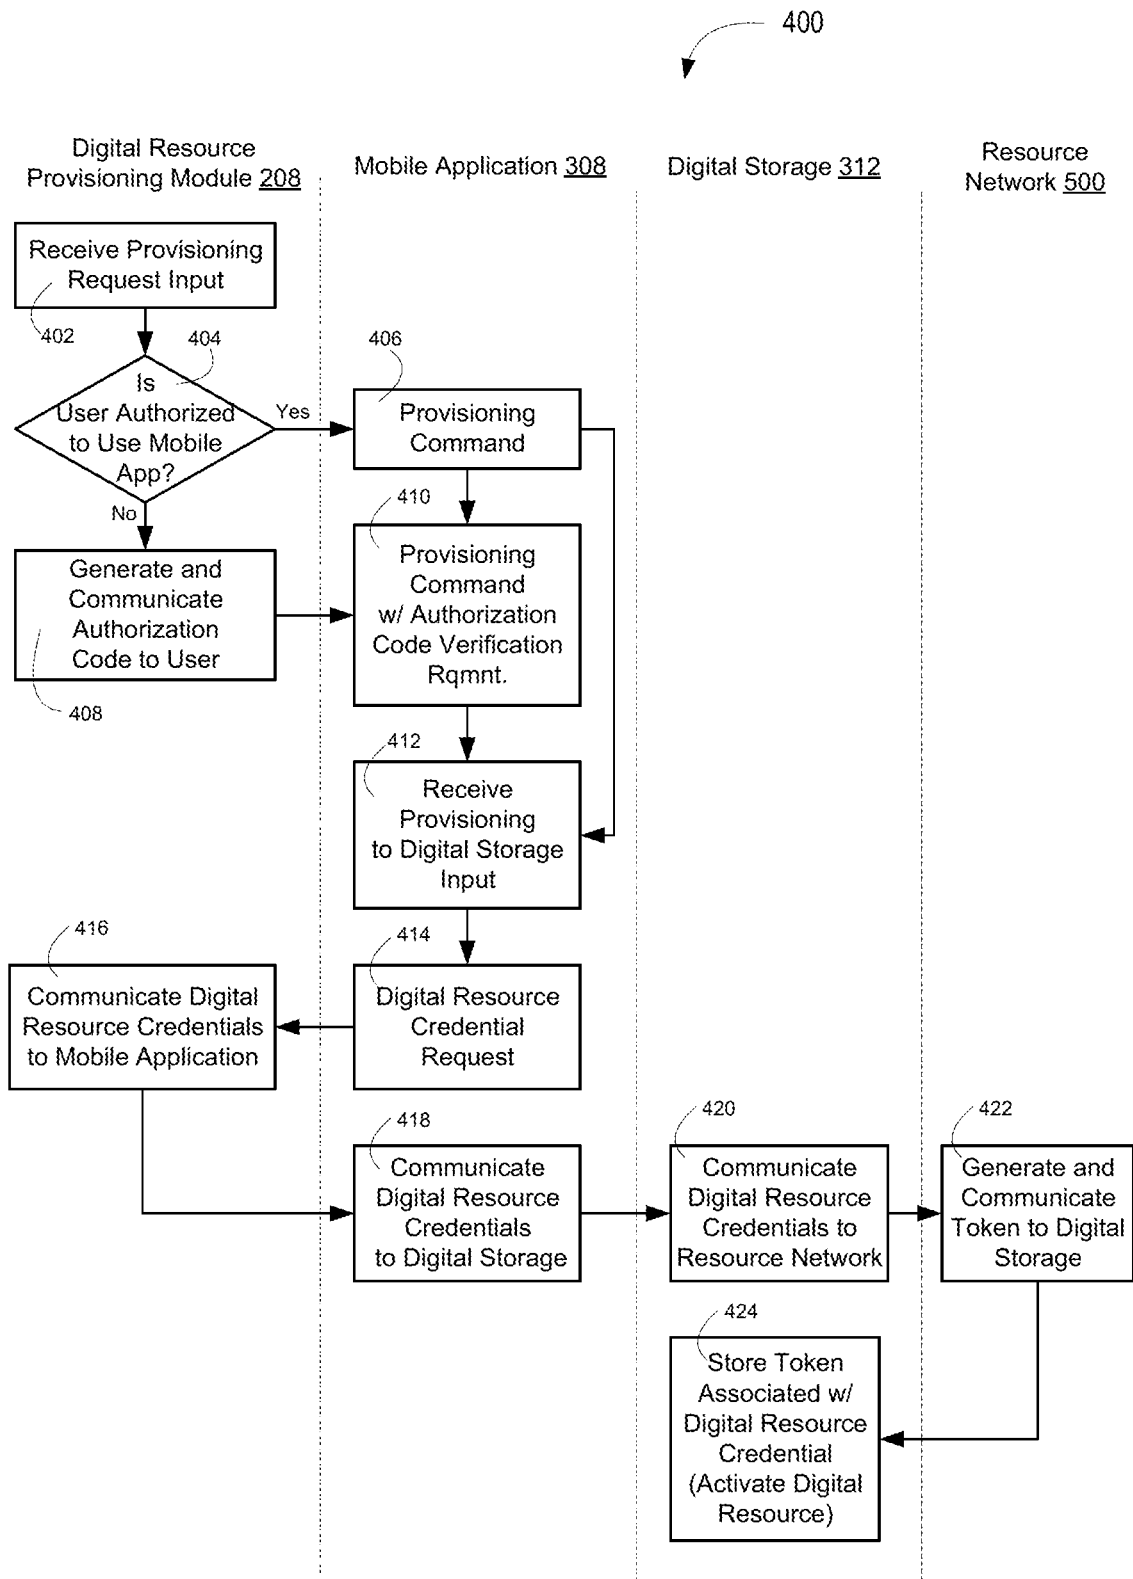 400
Digital Resource
Provisioning Module 208
Mobile Application 308
Digital Storage 312
Resource
Network 500
Receive Provisioning
Request Input
402
404
Is
User Authorized
to Use Mobile
App?
Yes
No
406
Provisioning
Command
410
Provisioning
Command
w/ Authorization
Code Verification
Rqmnt.
Generate and
Communicate
Authorization
Code to User
408
412
Receive
Provisioning
to Digital Storage
Input
416
Communicate Digital
Resource Credentials
to Mobile Application
414
Digital Resource
Credential
Request
418
Communicate
Digital Resource
Credentials
to Digital Storage
420
Communicate
Digital Resource
Credentials to
Resource Network
422
Generate and
Communicate
Token to Digital
Storage
424
Store Token
Associated w/
Digital Resource
Credential
(Activate Digital
Resource)